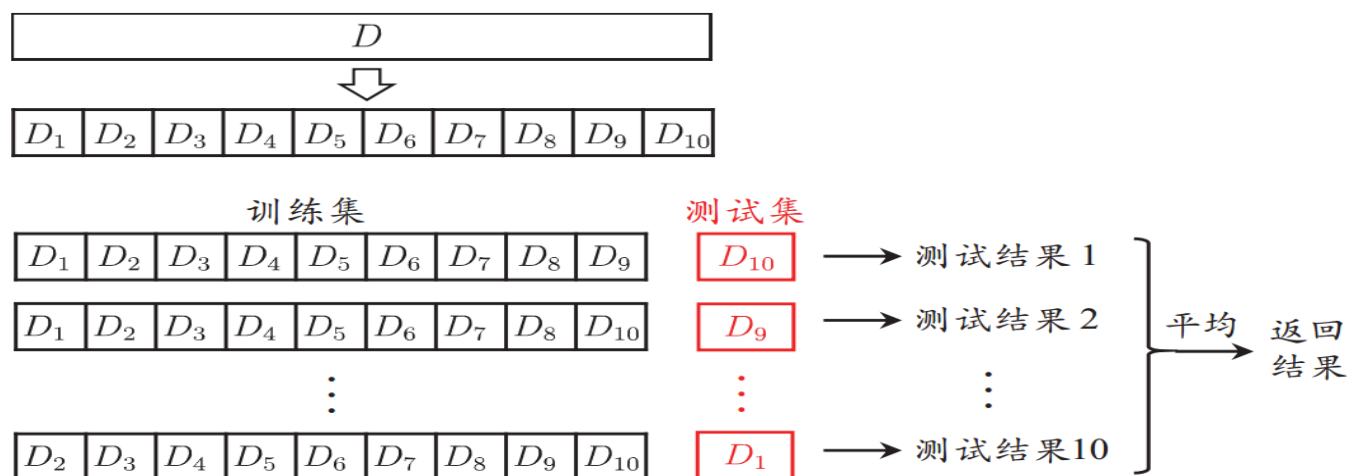 D
D₁ D₂ D₃ D₄ D₅ D₆ D₇ D₈ D₉ D₁₀
训练集 测试集
D₁ D₂ D₃ D₄ D₅ D₆ D₇ D₈ D₉ D₁₀ 测试结果1
D₁ D₂ D₃ D₄ D₅ D₆ D₇ D₈ D₁₀ D₉ 测试结果2
平均 返回
结果
⋮ ⋮ ⋮
D₂ D₃ D₄ D₅ D₆ D₇ D₈ D₉ D₁₀ D₁ 测试结果10